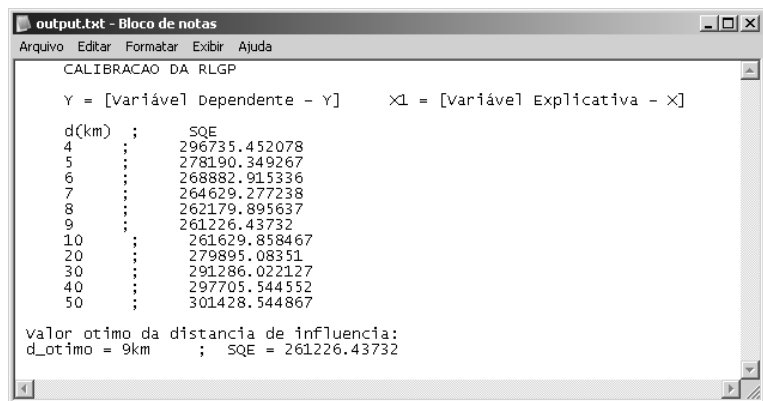 output.txt - Bloco de notas
Arquivo Editar Formatar Exibir Ajuda
CALIBRACAO DA RLGP
Y = [Variável Dependente - Y] X1 = [Variável Explicativa - X]
d(km) ; SQE
4 ; 296735.452078
5 ; 278190.349267
6 ; 268882.915336
7 ; 264629.277238
8 ; 262179.895637
9 ; 261226.43732
10 ; 261629.858467
20 ; 279895.08351
30 ; 291286.022127
40 ; 297705.544552
50 ; 301428.544867
Valor otimo da distancia de influencia:
d_otimo = 9km ; SQE = 261226.43732